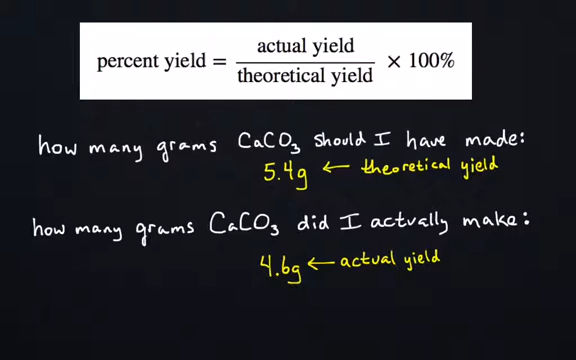 percent yield = actual yield / theoretical yield × 100%
how many grams CaCO₃ should I have made:
5.4g ← theoretical yield
how many grams CaCO₃ did I actually make:
4.6g ← actual yield